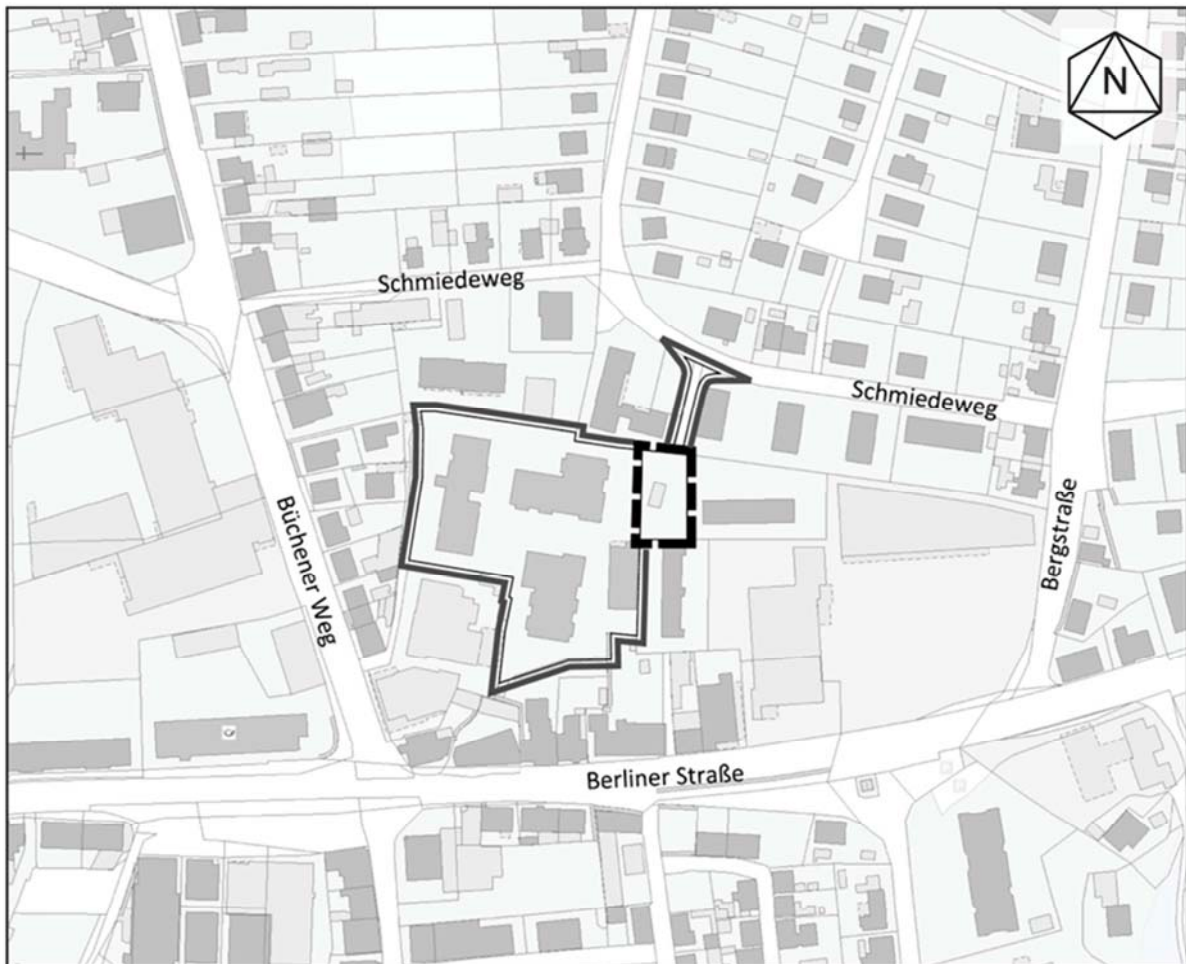 N
Schmiedeweg
Schmiedeweg
Büchener Weg
Bergstraße
Berliner Straße